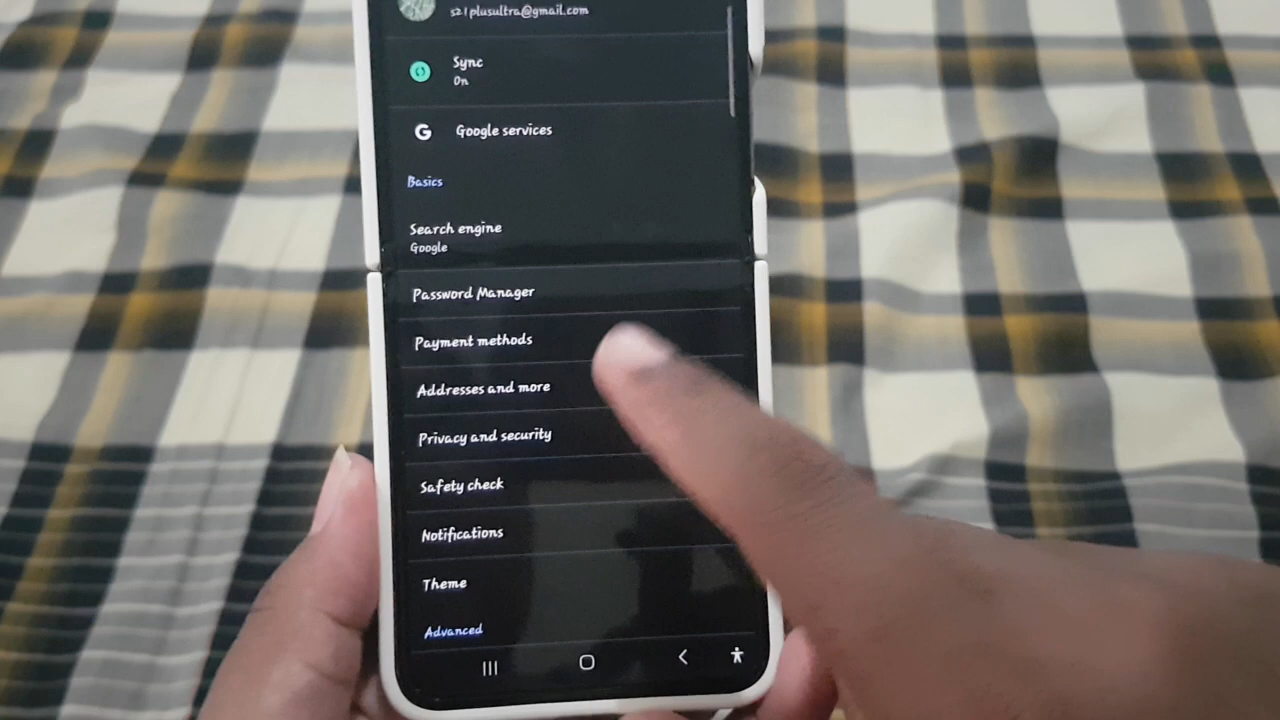 s21plusultra@gmail.com
Sync
On
G Google services
Basics
Search engine
Google
Password Manager
Payment methods
Addresses and more
Privacy and security
Safety check
Notifications
Theme
Advanced